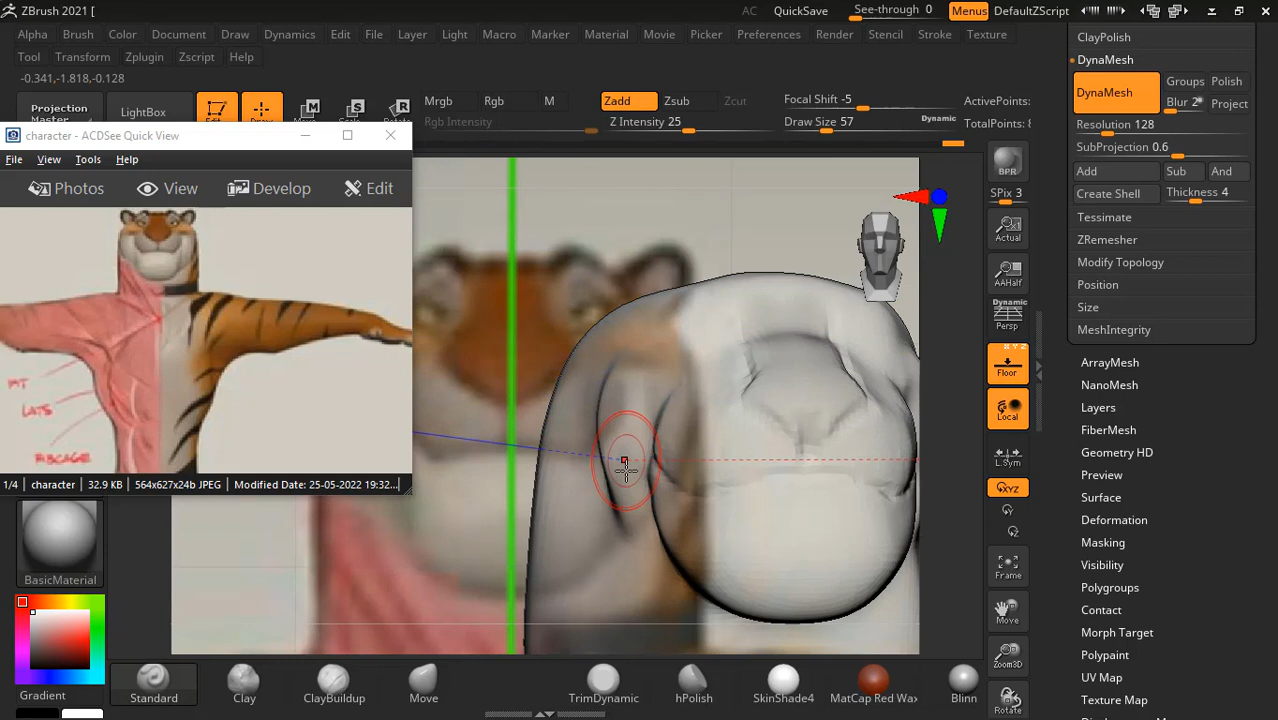 ZBrush 2021 [
AC QuickSave See-through 0 Menus DefaultZScript
Alpha Brush Color Document Draw Dynamics Edit File Layer Light Macro Marker Material Movie Picker Preferences Render Stencil Stroke Texture
Tool Transform Zplugin Zscript Help
-0.341,-1.818,-0.128
Projection
Master
LightBox
Edit Draw Move Scale Rotate
Mrgb Rgb M
Rgb Intensity
Zadd Zsub Zcut
Z Intensity 25
Focal Shift -5
Draw Size 57 Dynamic
ActivePoints:
TotalPoints: 8
character - ACDSee Quick View
File View Tools Help
Photos View Develop Edit
LATS
RIBCAGE
1/4 character 32.9 KB 564x627x24b JPEG Modified Date: 25-05-2022 19:32...
BasicMaterial
Gradient
BPR
SPix 3
Actual
AAHalf
Dynamic
Persp
X Y Z
Floor
Local
L.Sym
XYZ
Y
Z
Frame
Move
Zoom3D
Rotate
Standard Clay ClayBuildup Move TrimDynamic hPolish SkinShade4 MatCap Red Wax Blinn
ClayPolish
DynaMesh
DynaMesh
Groups Polish
Blur 2
Project
Resolution 128
SubProjection 0.6
Add Sub And
Create Shell Thickness 4
Tessimate
ZRemesher
Modify Topology
Position
Size
MeshIntegrity
ArrayMesh
NanoMesh
Layers
FiberMesh
Geometry HD
Preview
Surface
Deformation
Masking
Visibility
Polygroups
Contact
Morph Target
Polypaint
UV Map
Texture Map